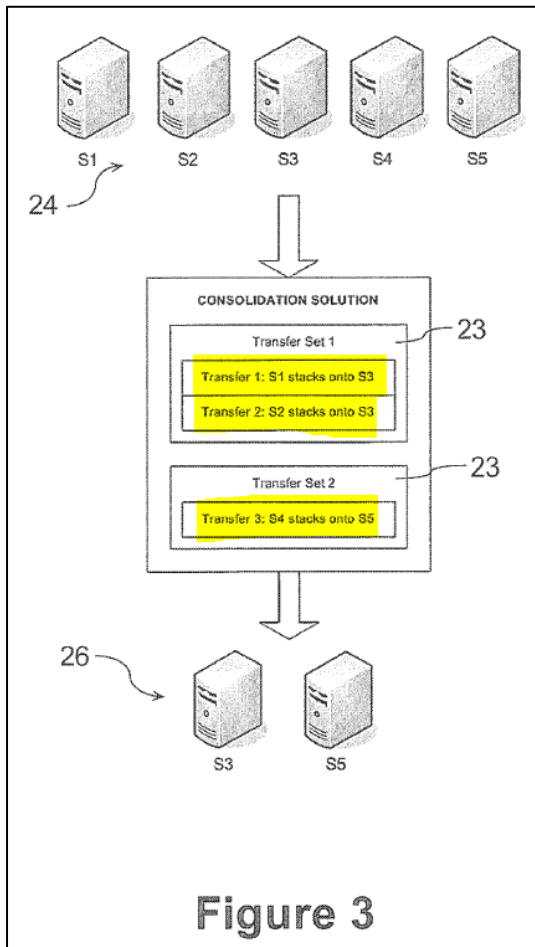 S1 S2 S3 S4 S5
24
CONSOLIDATION SOLUTION
23
Transfer Set 1
Transfer 1: S1 stacks onto S3
Transfer 2: S2 stacks onto S3
23
Transfer Set 2
Transfer 3: S4 stacks onto S5
26
S3 S5
Figure 3